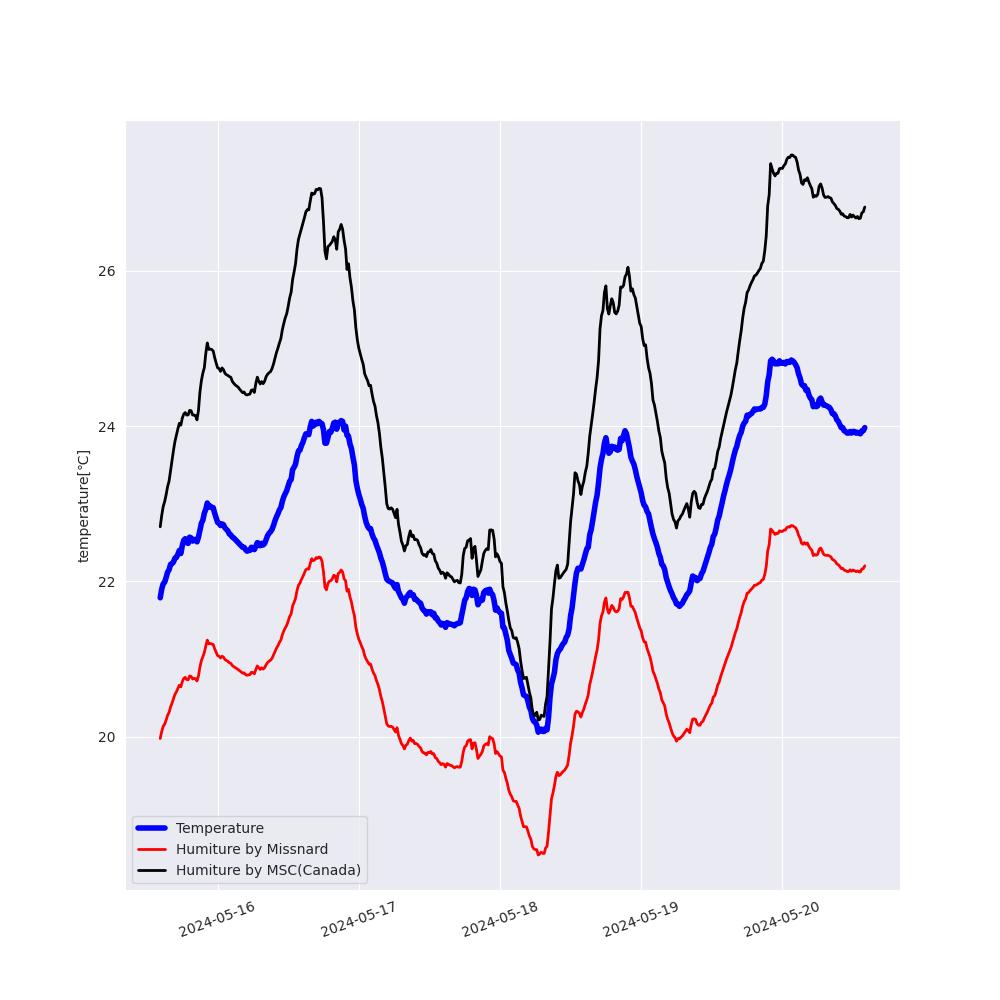 26
24
22
20
temperature[℃]
Temperature
Humiture by Missnard
Humiture by MSC(Canada)
2024-05-16
2024-05-17
2024-05-18
2024-05-19
2024-05-20